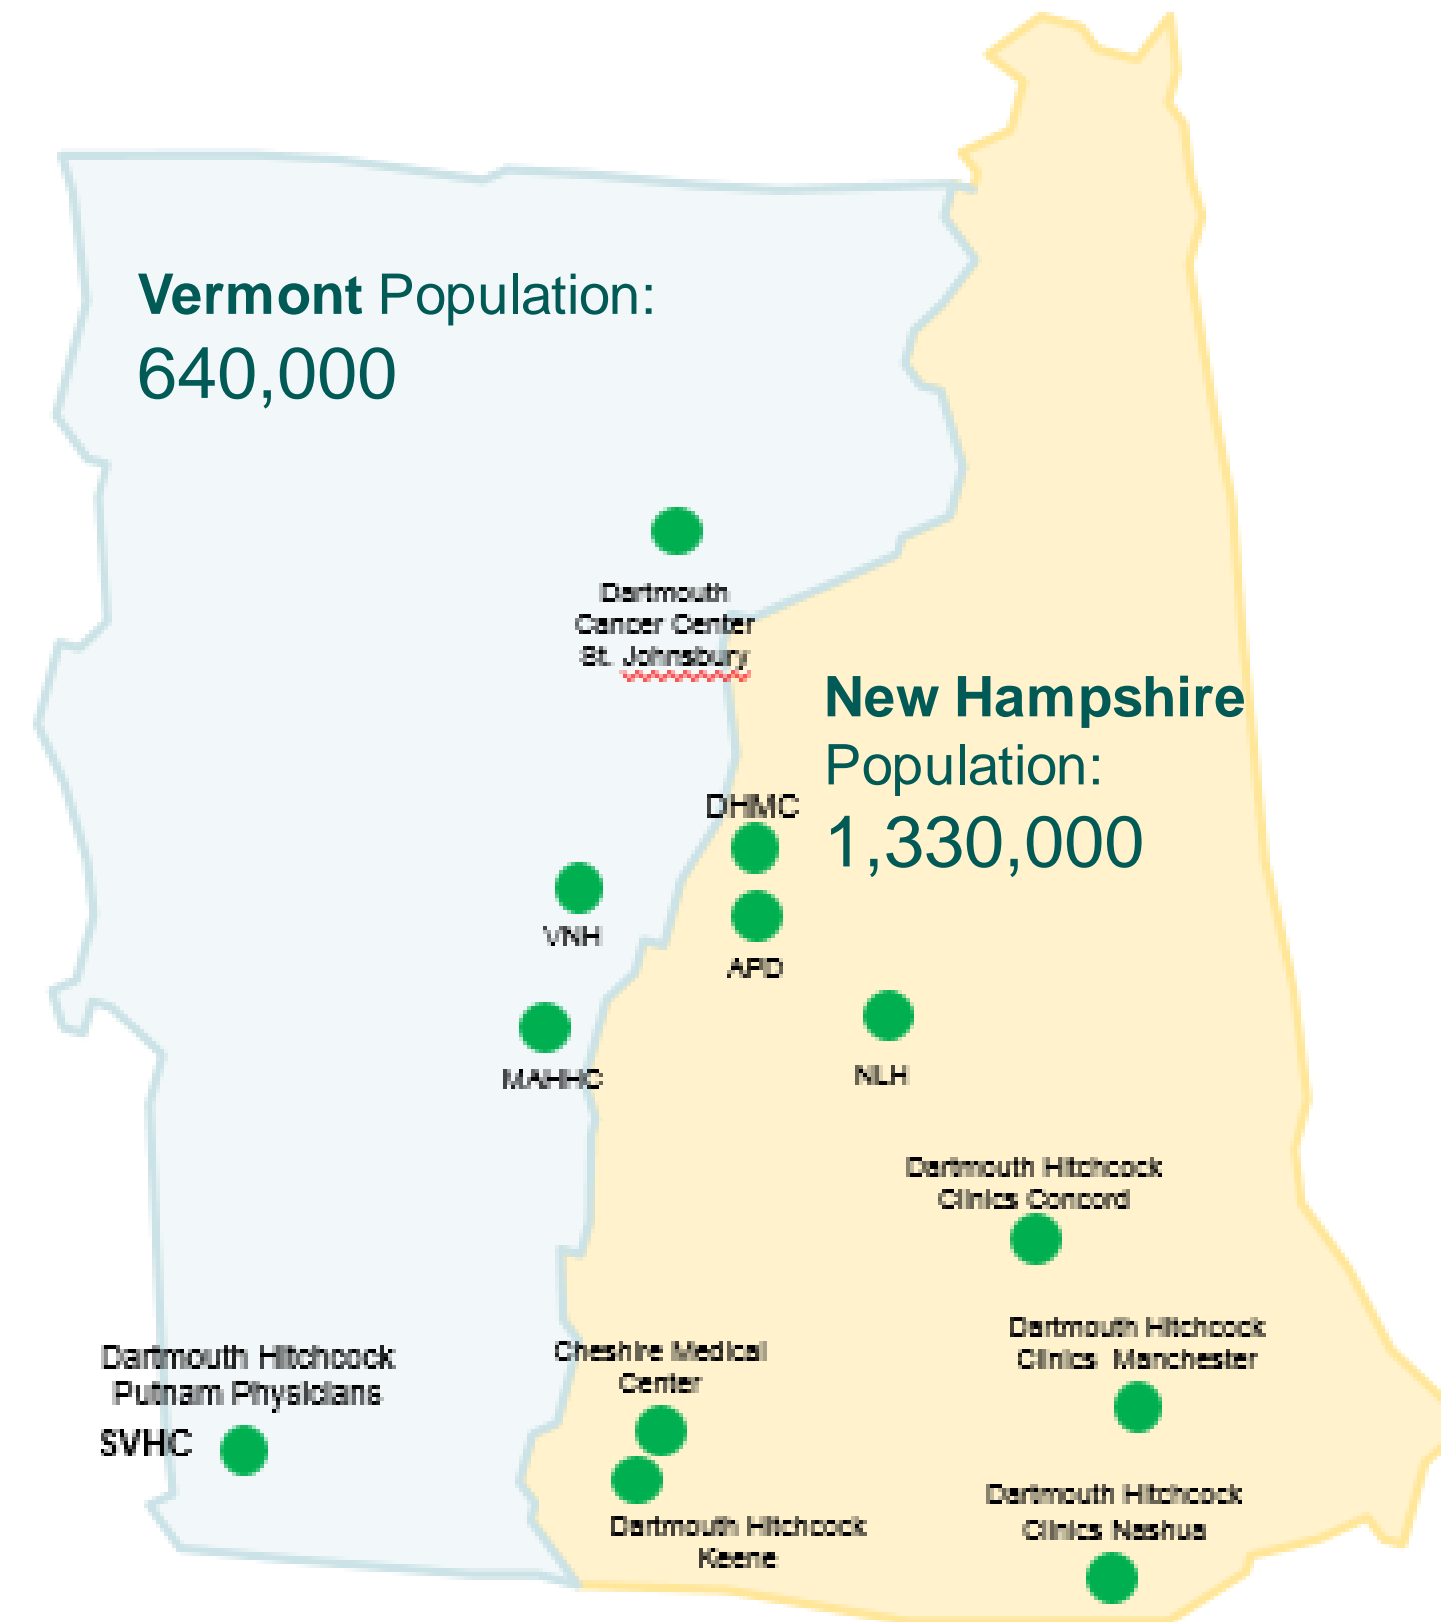 Vermont Population:
640,000
Dartmouth
Cancer Center
St. Johnsbury
New Hampshire
Population:
1,330,000
DHMC
VNH
APD
MAHHC
NLH
Dartmouth Hitchcock
Clinics Concord
Dartmouth Hitchcock
Clinics Manchester
Dartmouth Hitchcock
Putnam Physicians
SVHC
Cheshire Medical
Center
Dartmouth Hitchcock
Keene
Dartmouth Hitchcock
Clinics Nashua